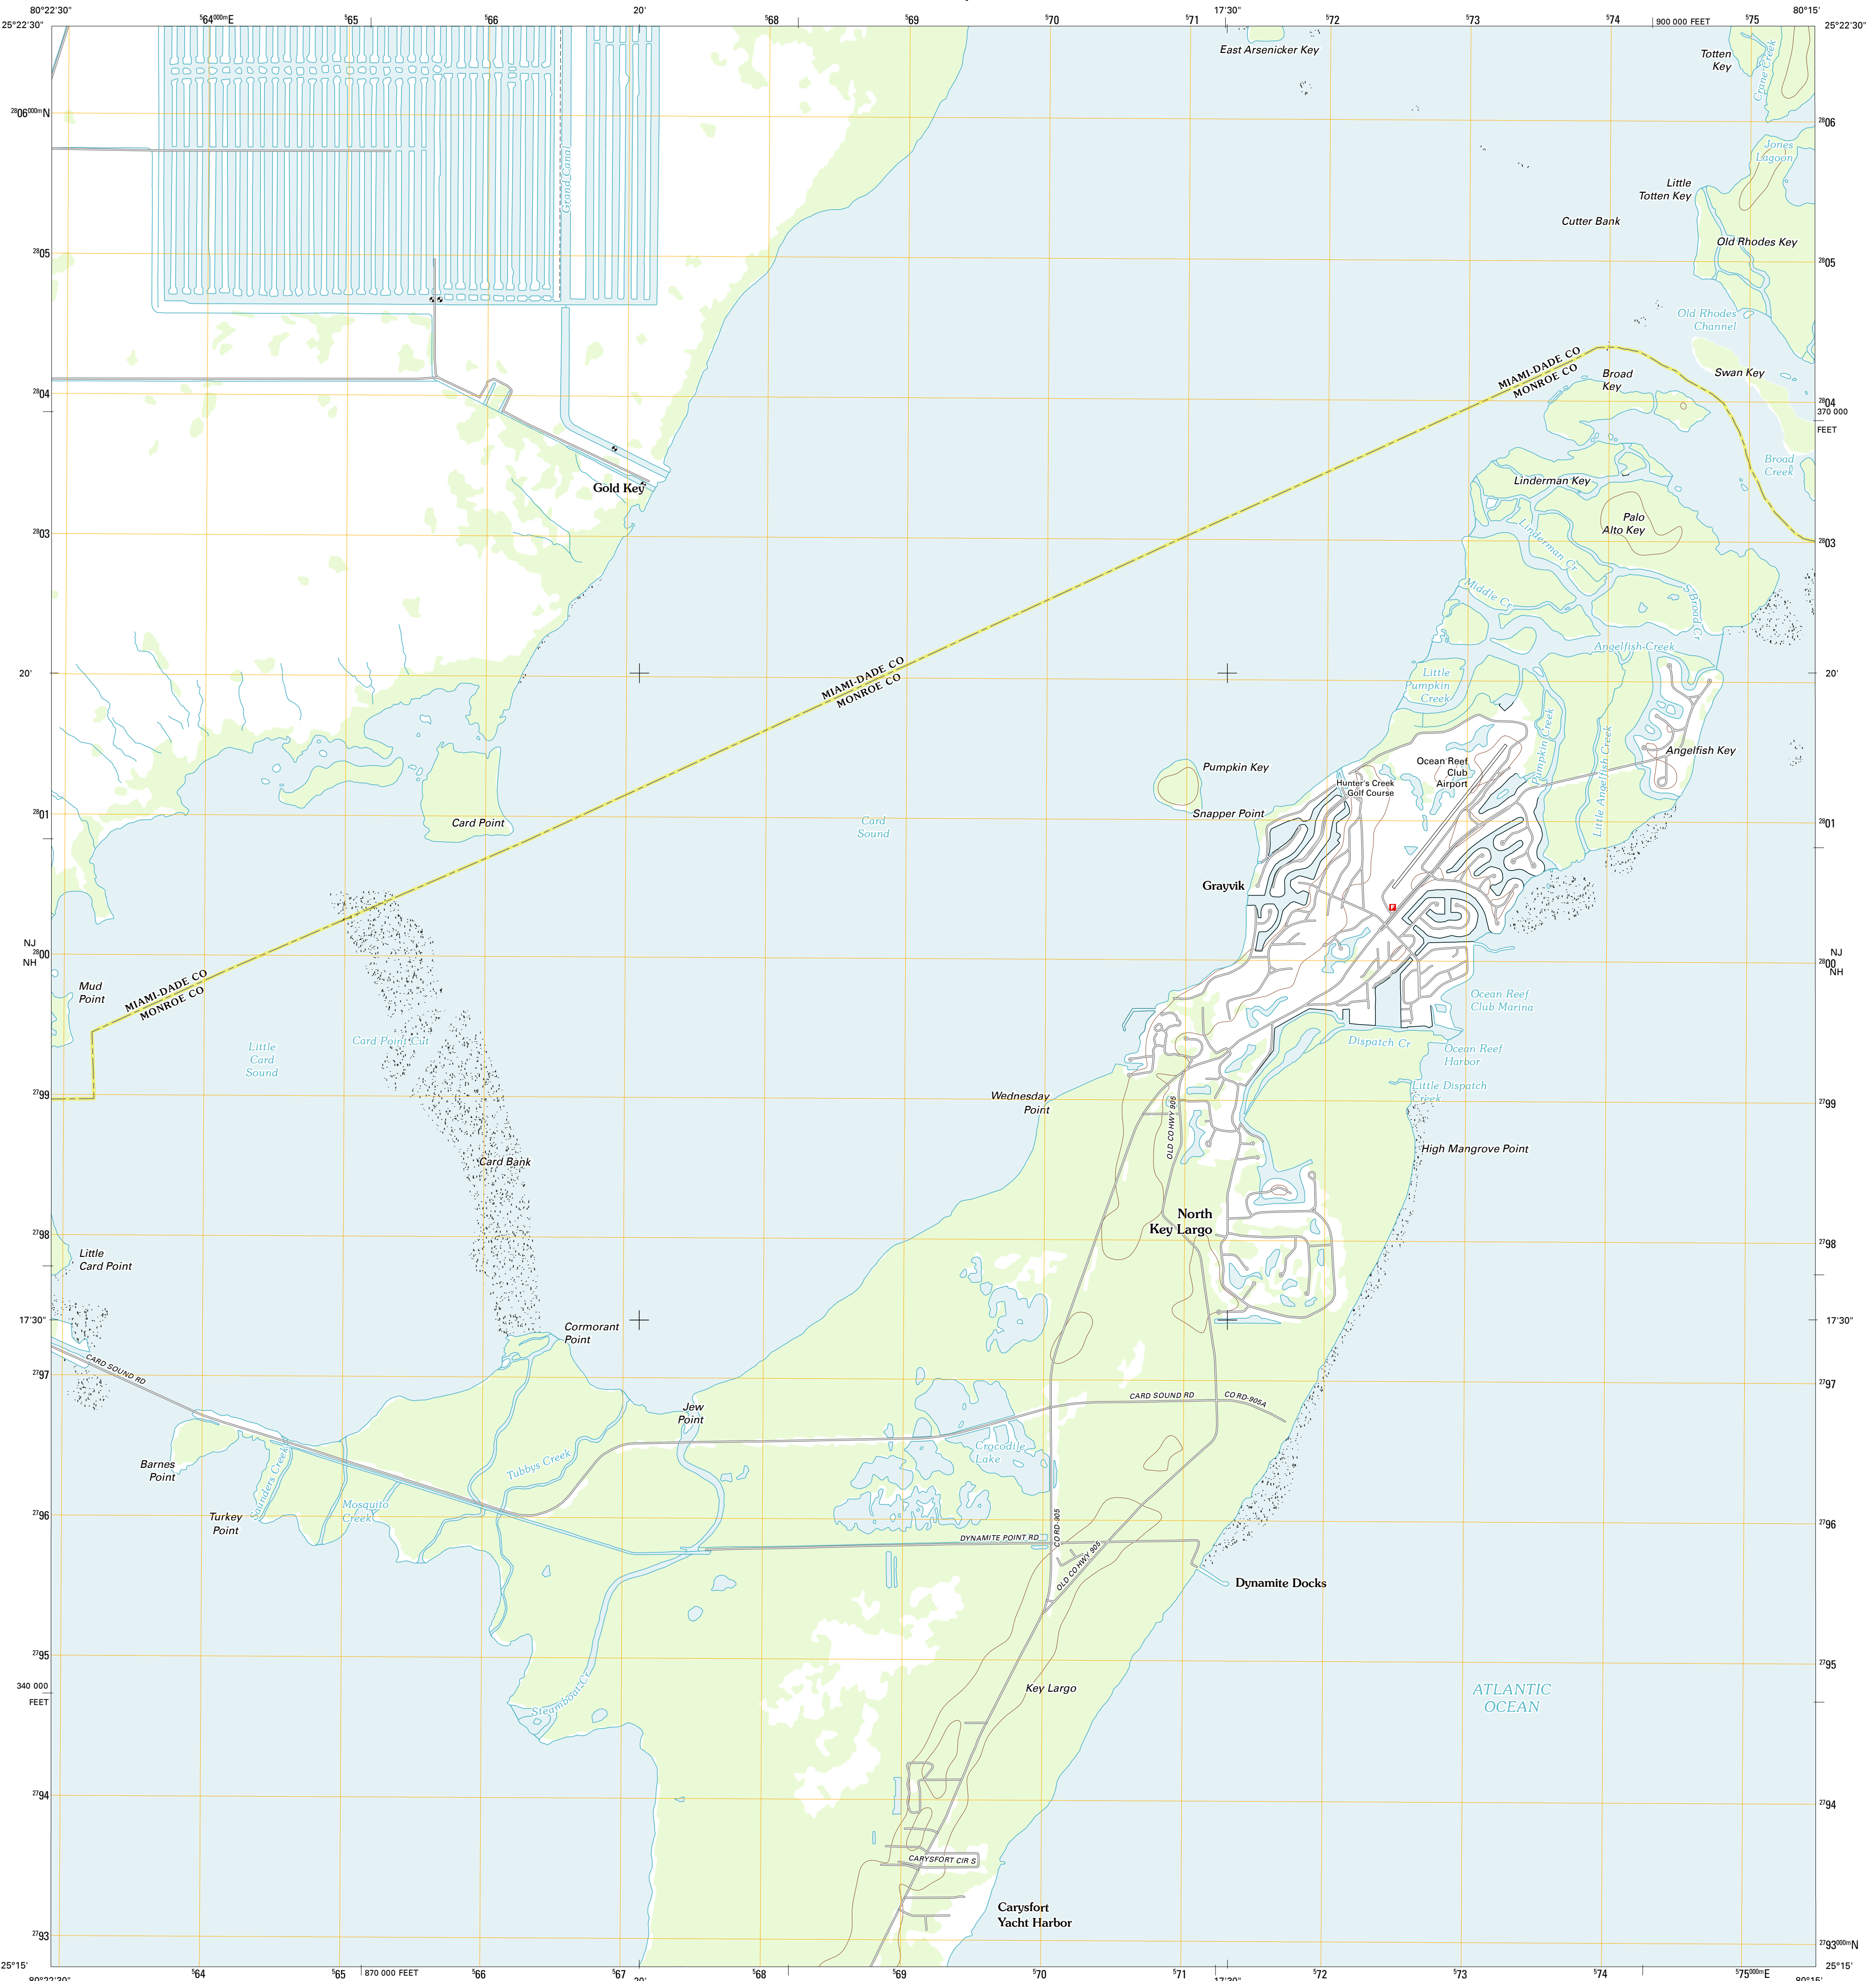 80°22'30"
⁵64⁰⁰⁰ᵐE
⁵65
⁵66
20'
⁵68
⁵69
⁵70
⁵71
17'30"
⁵72
⁵73
⁵74
900 000 FEET
⁵75
80°15'
25°22'30"
25°22'30"
East Arsenicker Key
Totten
Key
Crane Creek
²⁸06⁰⁰⁰ᵐN
²⁸06
Jones
Lagoon
Grand Canal
Little
Totten Key
Cutter Bank
Old Rhodes Key
²⁸05
²⁸05
Old Rhodes
Channel
MIAMI-DADE CO
MONROE CO
Broad
Key
Swan Key
²⁸04
²⁸04
370 000
FEET
Broad
Creek
Gold Key
Linderman Key
Palo
Alto Key
Linderman Cr
²⁸03
²⁸03
Middle Cr
S Broad Cr
Angelfish Creek
20'
20'
MIAMI-DADE CO
MONROE CO
Little
Pumpkin
Creek
Pumpkin Creek
Little Angelfish Creek
Angelfish Key
Pumpkin Key
Ocean Reef
Club
Airport
Hunter's Creek
Golf Course
Snapper Point
²⁸01
²⁸01
Card Point
Card
Sound
Grayvik
F
NJ
NH
²⁸00
²⁸00
NJ
NH
MIAMI-DADE CO
MONROE CO
Mud
Point
Ocean Reef
Club Marina
Little
Card
Sound
Card Point Cut
Dispatch Cr
Ocean Reef
Harbor
Little Dispatch
Creek
²⁷99
²⁷99
Wednesday
Point
OLD CO HWY 905
High Mangrove Point
Card Bank
North
Key Largo
²⁷98
²⁷98
Little
Card Point
17'30"
17'30"
Cormorant
Point
CARD SOUND RD
²⁷97
²⁷97
CARD SOUND RD
CO RD-905A
Jew
Point
Crocodile
Lake
Barnes
Point
Saunders Creek
Tubbys Creek
Mosquito
Creek
Turkey
Point
²⁷96
²⁷96
CO RD-905
DYNAMITE POINT RD
OLD CO HWY 905
Dynamite Docks
²⁷95
²⁷95
340 000
FEET
Steamboat Cr
Key Largo
ATLANTIC
OCEAN
²⁷94
²⁷94
CARYSFORT CIR S
Carysfort
Yacht Harbor
²⁷93
²⁷93⁰⁰⁰ᵐN
25°15'
25°15'
80°22'30"
⁵64
⁵65
870 000 FEET
⁵66
⁵67
20'
⁵68
⁵69
⁵70
⁵71
17'30"
⁵72
⁵73
⁵74
⁵75⁰⁰⁰ᵐE
80°15'